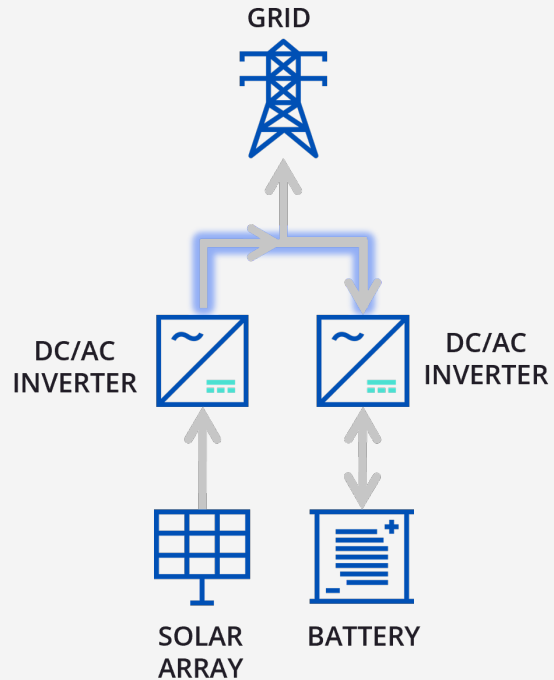 GRID
DC/AC
INVERTER
DC/AC
INVERTER
SOLAR
ARRAY
BATTERY